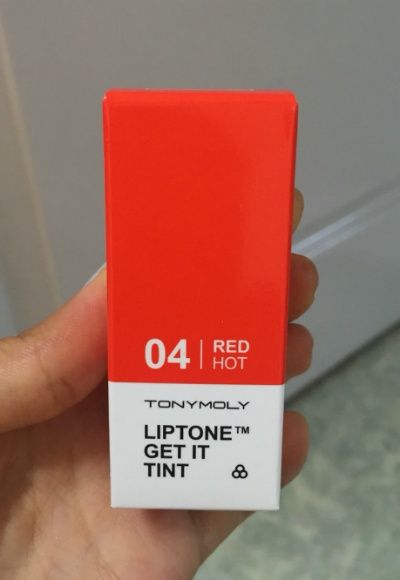 04 | RED
HOT
TONYMOLY
LIPTONE™
GET IT
TINT